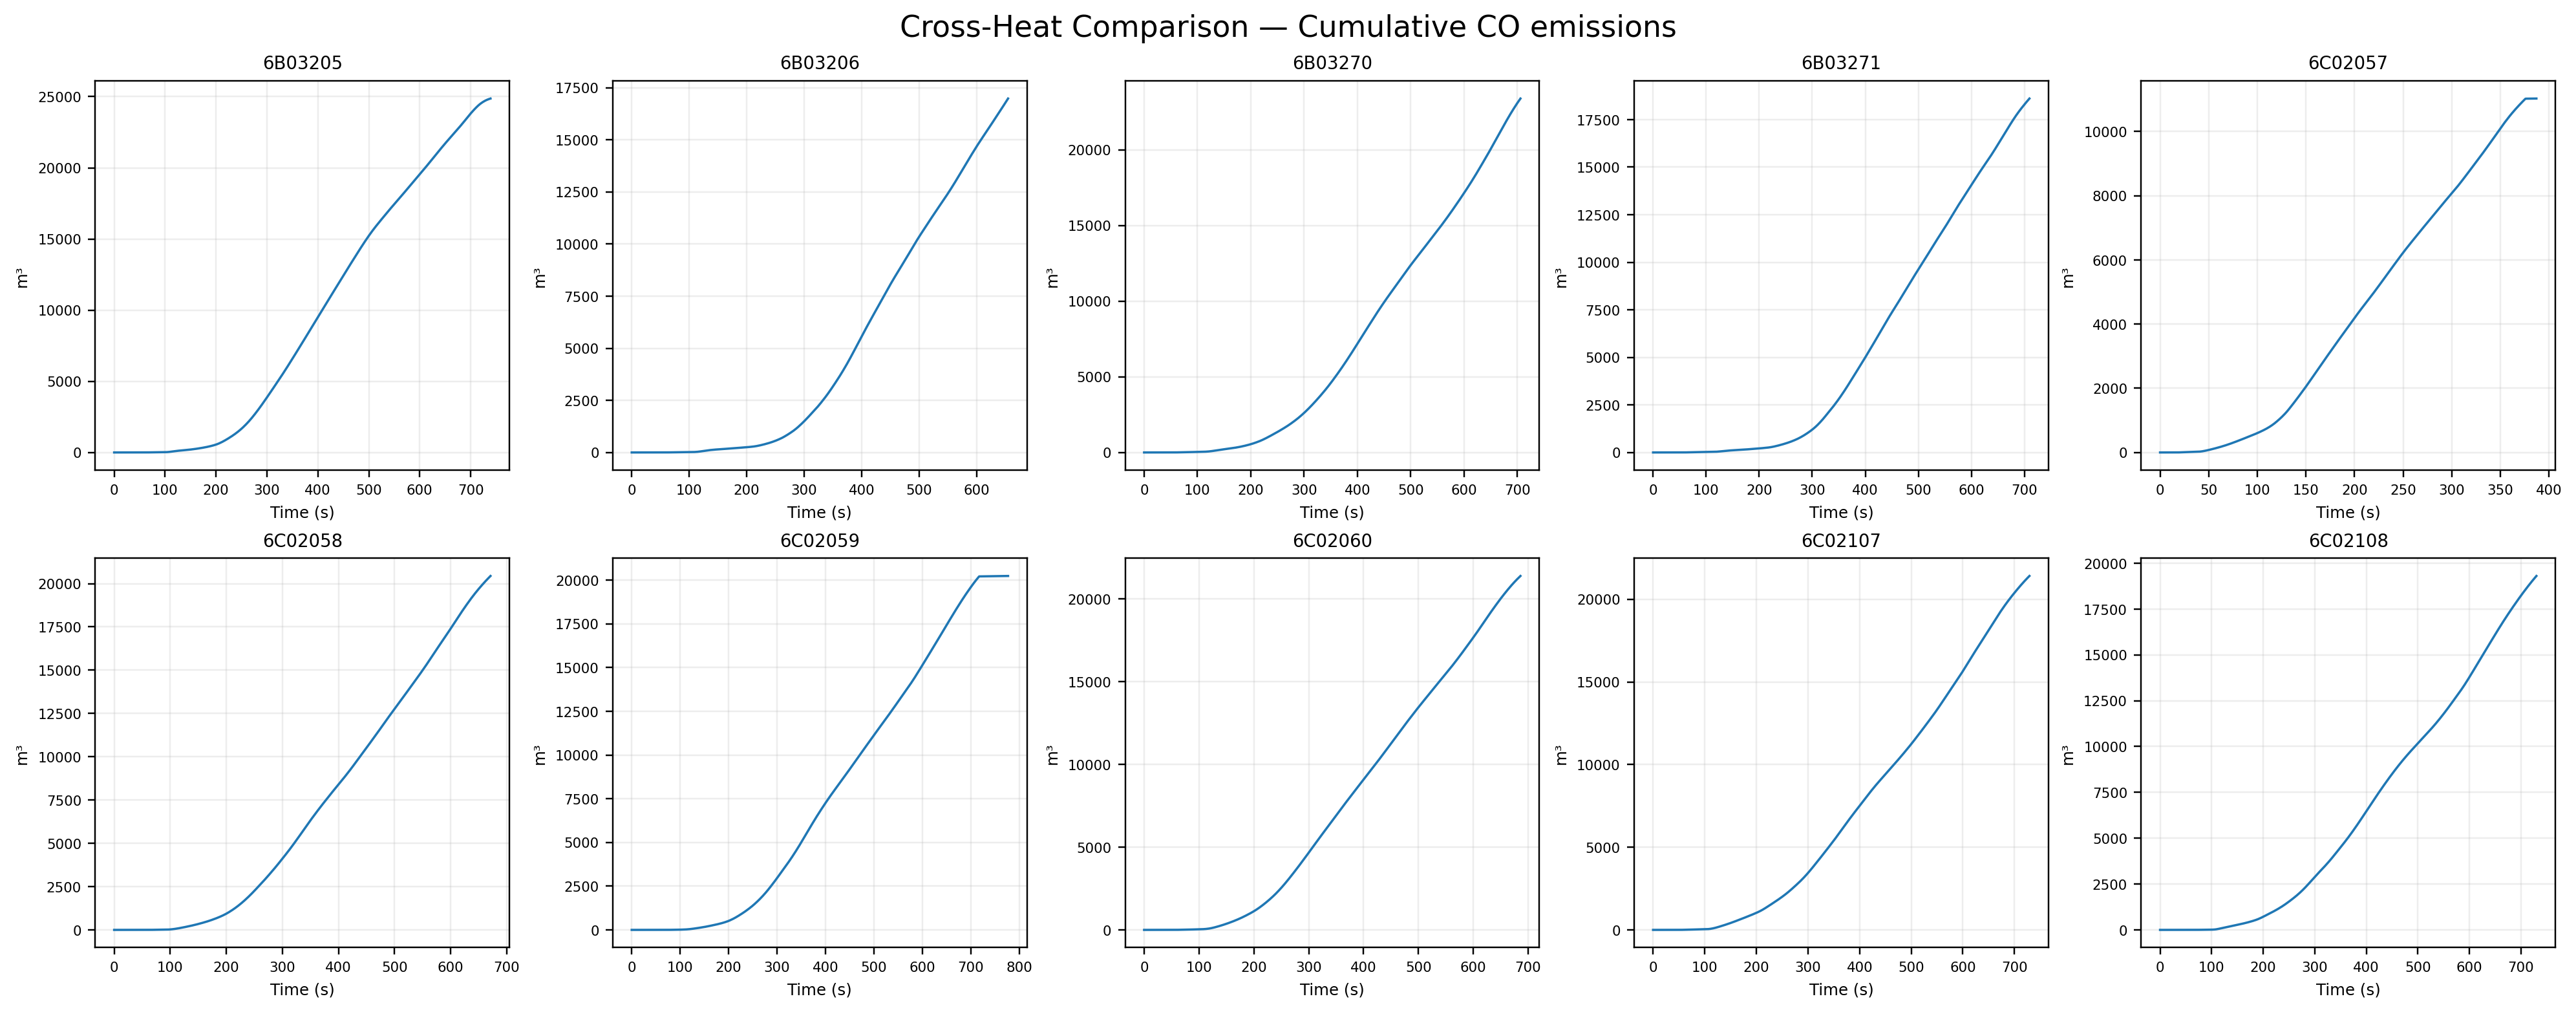 Cross-Heat Comparison — Cumulative CO emissions
6B03205
25000
20000
15000
10000
5000
0
m³
0 100 200 300 400 500 600 700
Time (s)
6B03206
17500
15000
12500
10000
7500
5000
2500
0
m³
0 100 200 300 400 500 600
Time (s)
6B03270
20000
15000
10000
5000
0
m³
0 100 200 300 400 500 600 700
Time (s)
6B03271
17500
15000
12500
10000
7500
5000
2500
0
m³
0 100 200 300 400 500 600 700
Time (s)
6C02057
10000
8000
6000
4000
2000
0
m³
0 50 100 150 200 250 300 350 400
Time (s)
6C02058
20000
17500
15000
12500
10000
7500
5000
2500
0
m³
0 100 200 300 400 500 600 700
Time (s)
6C02059
20000
17500
15000
12500
10000
7500
5000
2500
0
m³
0 100 200 300 400 500 600 700 800
Time (s)
6C02060
20000
15000
10000
5000
0
m³
0 100 200 300 400 500 600 700
Time (s)
6C02107
20000
15000
10000
5000
0
m³
0 100 200 300 400 500 600 700
Time (s)
6C02108
20000
17500
15000
12500
10000
7500
5000
2500
0
m³
0 100 200 300 400 500 600 700
Time (s)